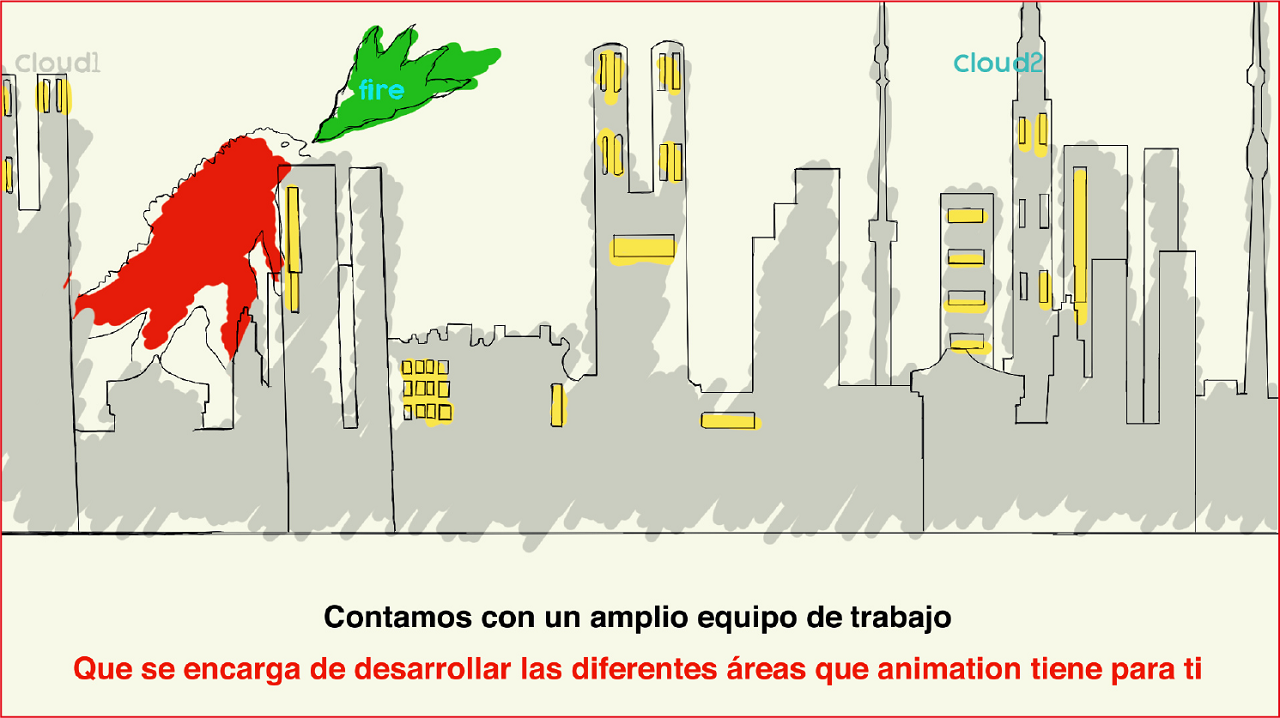 Cloud1
fire
Cloud2
Contamos con un amplio equipo de trabajo
Que se encarga de desarrollar las diferentes áreas que animation tiene para ti